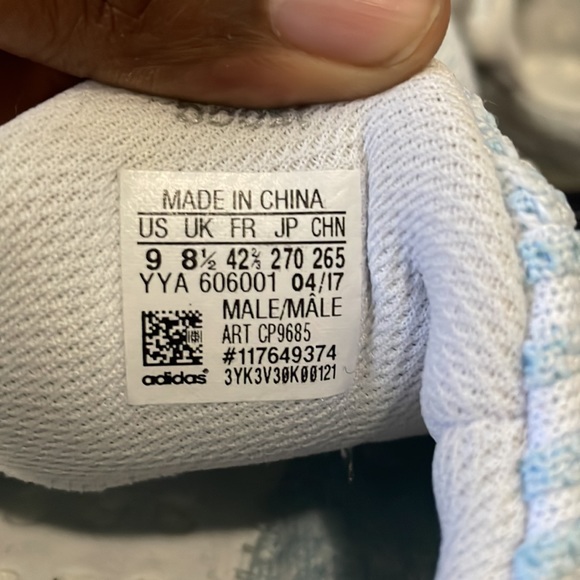 MADE IN CHINA
US UK FR JP CHN
9 8½ 42⅔ 270 265
YYA 606001 04/17
MALE/MÂLE
ART CP9685
#117649374
adidas® 3YK3V30K00121